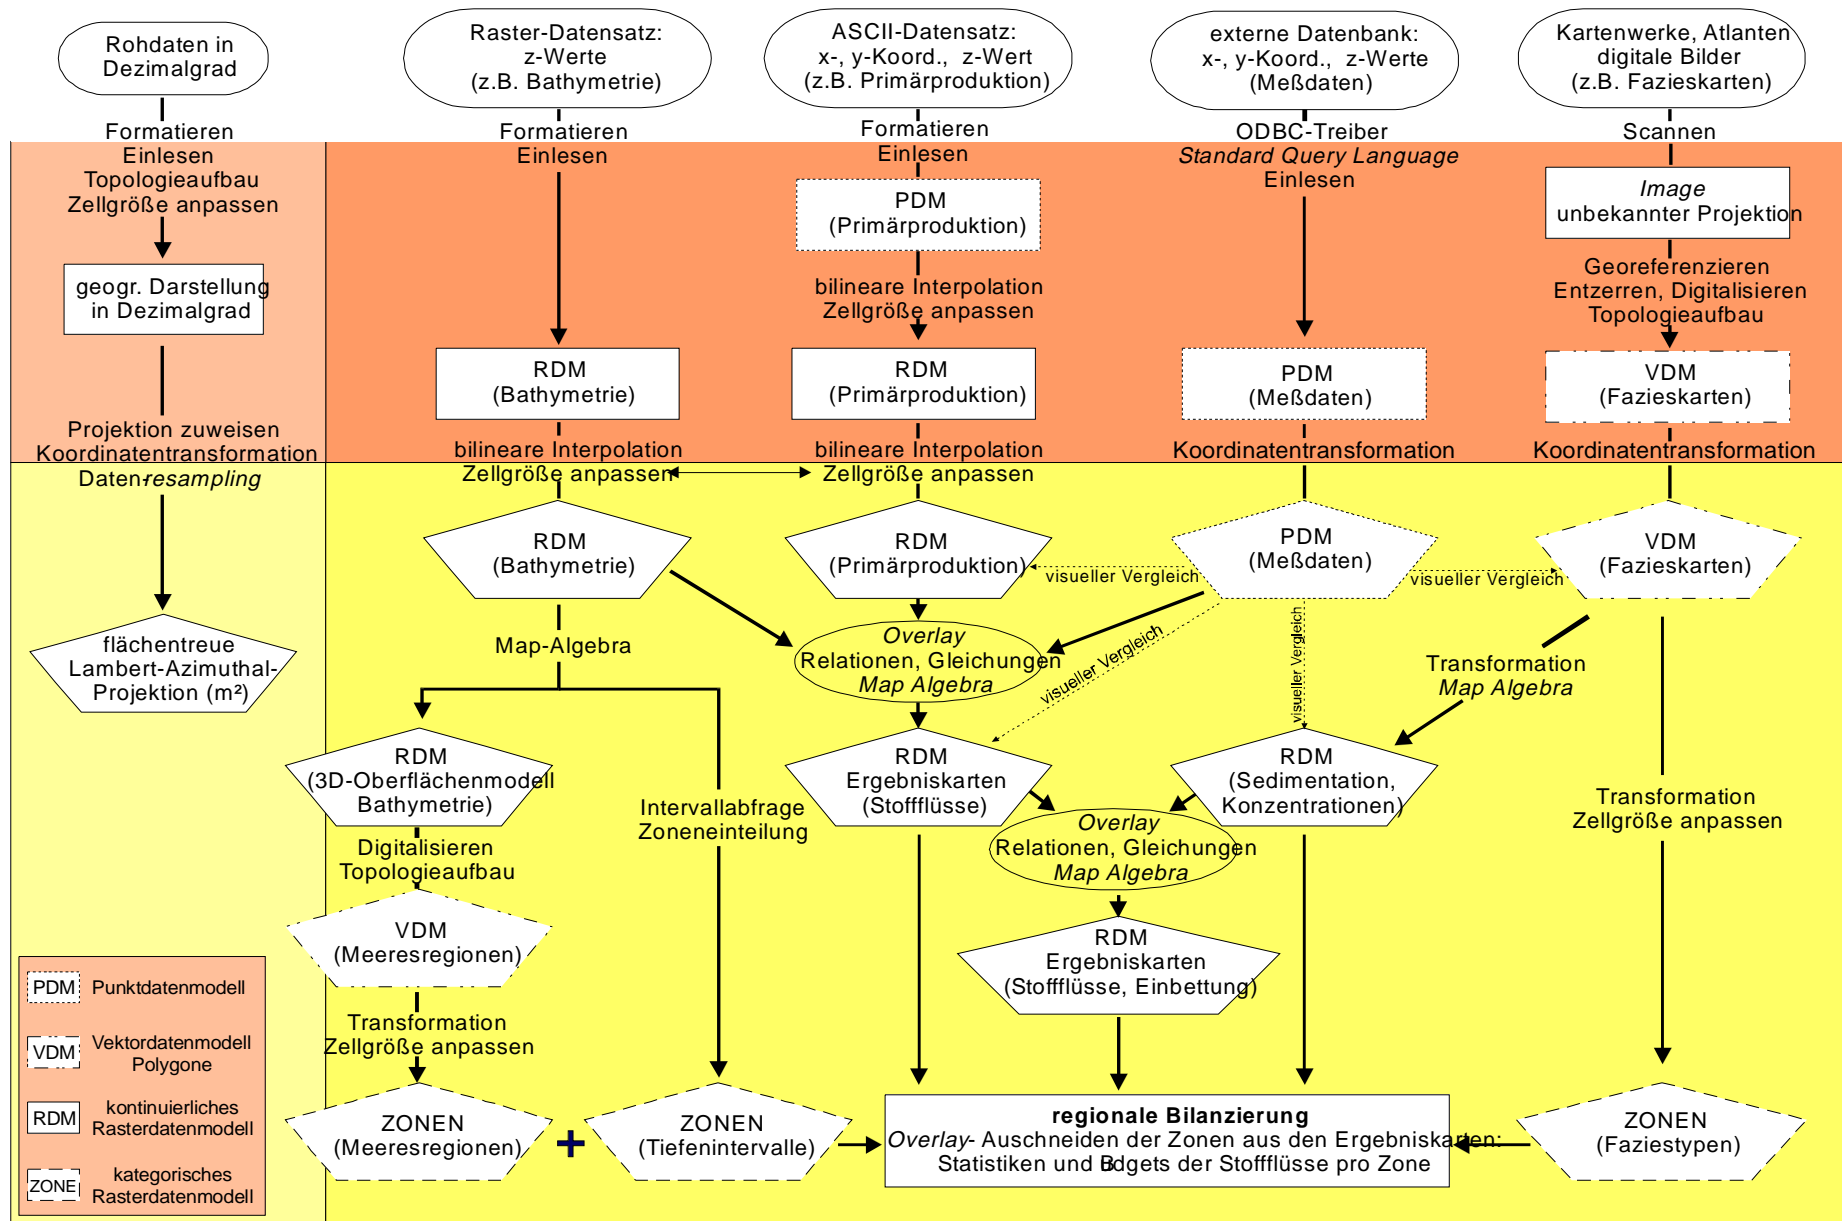 Rohdaten in
Dezimalgrad
Raster-Datensatz:
z-Werte
(z.B. Bathymetrie)
ASCII-Datensatz:
x-, y-Koord., z-Wert
(z.B. Primärproduktion)
externe Datenbank:
x-, y-Koord., z-Werte
(Meßdaten)
Kartenwerke, Atlanten
digitale Bilder
(z.B. Fazieskarten)
Formatieren
Einlesen
Topologieaufbau
Zellgröße anpassen
Formatieren
Einlesen
Formatieren
Einlesen
ODBC-Treiber
Standard Query Language
Einlesen
Scannen
PDM
(Primärproduktion)
Image
unbekannter Projektion
geogr. Darstellung
in Dezimalgrad
bilineare Interpolation
Zellgröße anpassen
Georeferenzieren
Entzerren, Digitalisieren
Topologieaufbau
RDM
(Bathymetrie)
RDM
(Primärproduktion)
PDM
(Meßdaten)
VDM
(Fazieskarten)
Projektion zuweisen
Koordinatentransformation
Daten-resampling
bilineare Interpolation
Zellgröße anpassen
Zellgröße anpassen
bilineare Interpolation
Zellgröße anpassen
Zellgröße anpassen
Koordinatentransformation
Koordinatentransformation
RDM
(Bathymetrie)
RDM
(Primärproduktion)
visueller Vergleich
PDM
(Meßdaten)
visueller Vergleich
VDM
(Fazieskarten)
flächentreue
Lambert-Azimuthal-
Projektion (m²)
Map-Algebra
Overlay
Relationen, Gleichungen
Map Algebra
visueller Vergleich
visueller Vergleich
Transformation
Map Algebra
RDM
(3D-Oberflächenmodell
Bathymetrie)
Intervallabfrage
Zoneneinteilung
RDM
Ergebniskarten
(Stoffflüsse)
RDM
(Sedimentation,
Konzentrationen)
Transformation
Zellgröße anpassen
Overlay
Relationen, Gleichungen
Map Algebra
Digitalisieren
Topologieaufbau
VDM
(Meeresregionen)
RDM
Ergebniskarten
(Stoffflüsse, Einbettung)
Transformation
Zellgröße anpassen
PDM Punktdatenmodell
VDM Vektordatenmodell
Polygone
RDM kontinuierliches
Rasterdatenmodell
ZONE kategorisches
Rasterdatenmodell
ZONEN
(Meeresregionen)
+
ZONEN
(Tiefenintervalle)
regionale Bilanzierung
Overlay- Auschneiden der Zonen aus den Ergebniskarten:
Statistiken und Budgets der Stoffflüsse pro Zone
ZONEN
(Faziestypen)